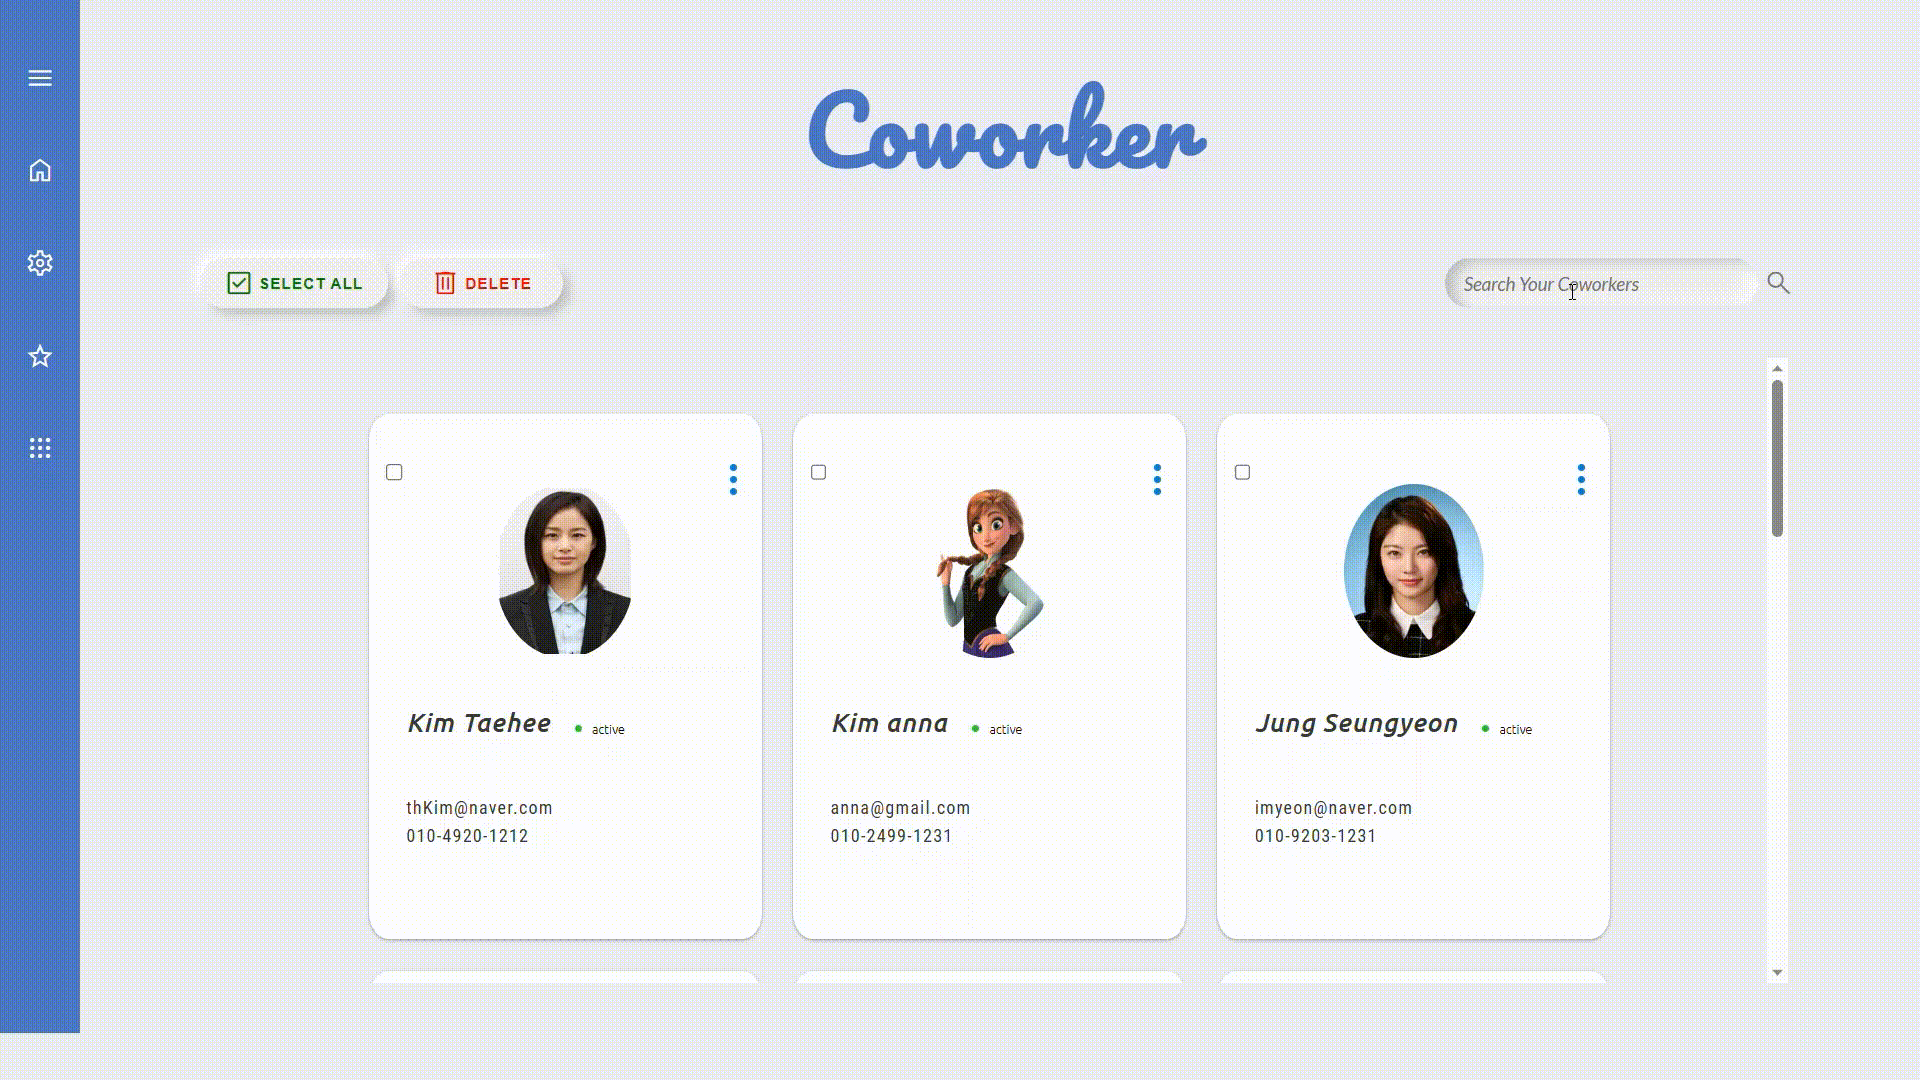 Coworker
SELECT ALL
DELETE
Search Your Coworkers
Kim Taehee
active
Kim anna
active
Jung Seungyeon
active
thKim@naver.com
010-4920-1212
anna@gmail.com
010-2499-1231
imyeon@naver.com
010-9203-1231